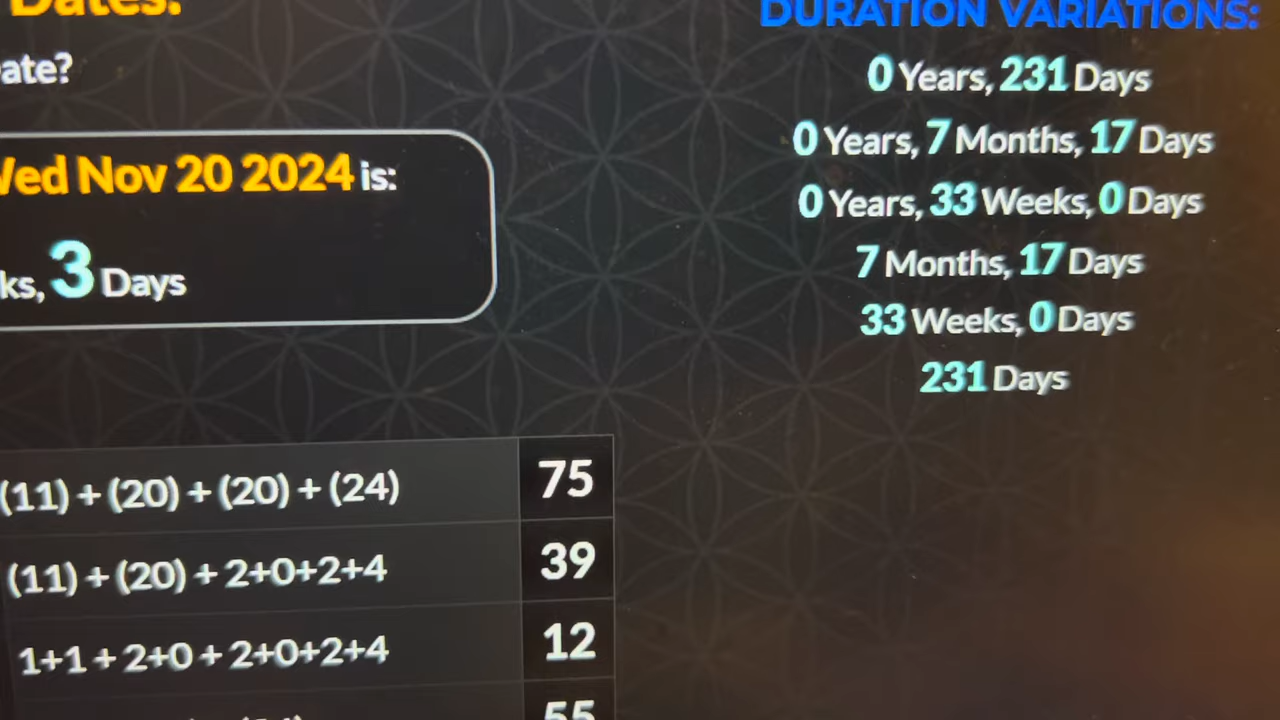 Dates:
ate?
Wed Nov 20 2024 is:
ks, 3 Days
(11) + (20) + (20) + (24) 75
(11) + (20) + 2+0+2+4 39
1+1 + 2+0 + 2+0+2+4 12
55
DURATION VARIATIONS:
0 Years, 231 Days
0 Years, 7 Months, 17 Days
0 Years, 33 Weeks, 0 Days
7 Months, 17 Days
33 Weeks, 0 Days
231 Days